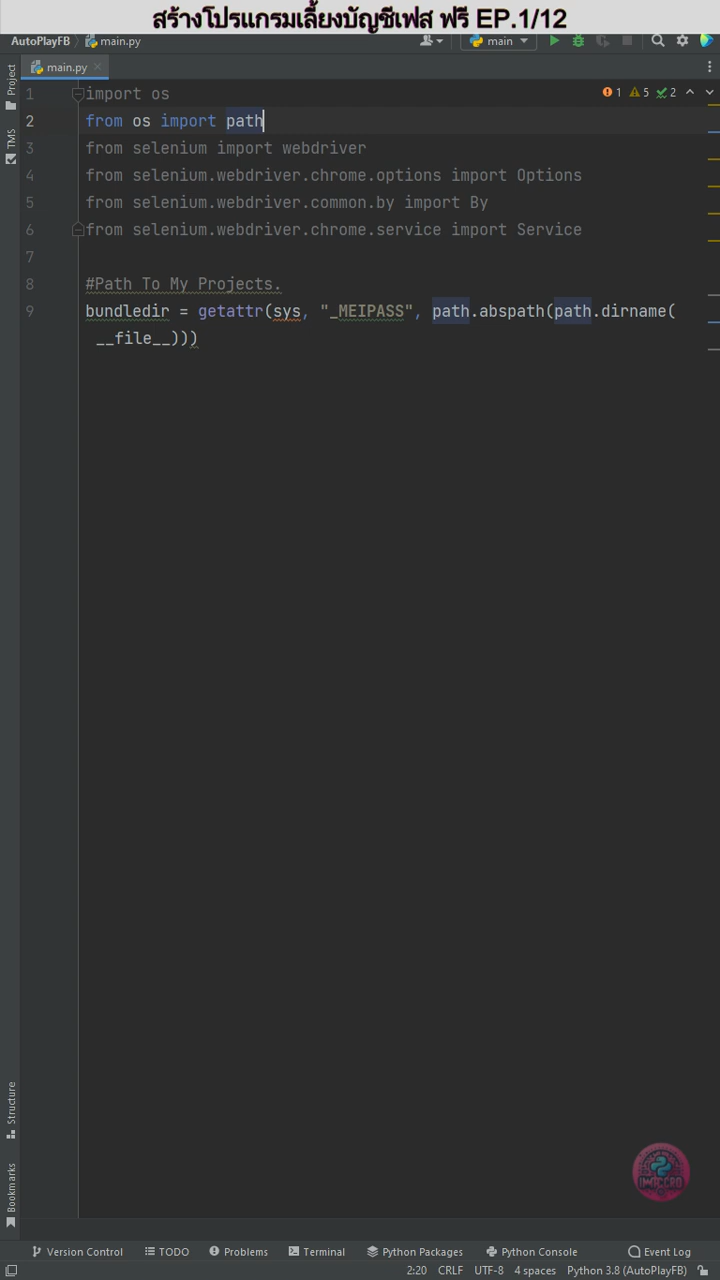 สร้างโปรแกรมเลี้ยงบัญชีเฟส ฟรี EP.1/12
AutoPlayFB main.py main
main.py
Project
TMS
1 import os
1 5 2
2 from os import path
3 from selenium import webdriver
4 from selenium.webdriver.chrome.options import Options
5 from selenium.webdriver.common.by import By
6 from selenium.webdriver.chrome.service import Service
7
8 #Path To My Projects.
9 bundledir = getattr(sys, "_MEIPASS", path.abspath(path.dirname(
__file__)))
Structure
Bookmarks
Version Control TODO Problems Terminal Python Packages Python Console Event Log
2:20 CRLF UTF-8 4 spaces Python 3.8 (AutoPlayFB)